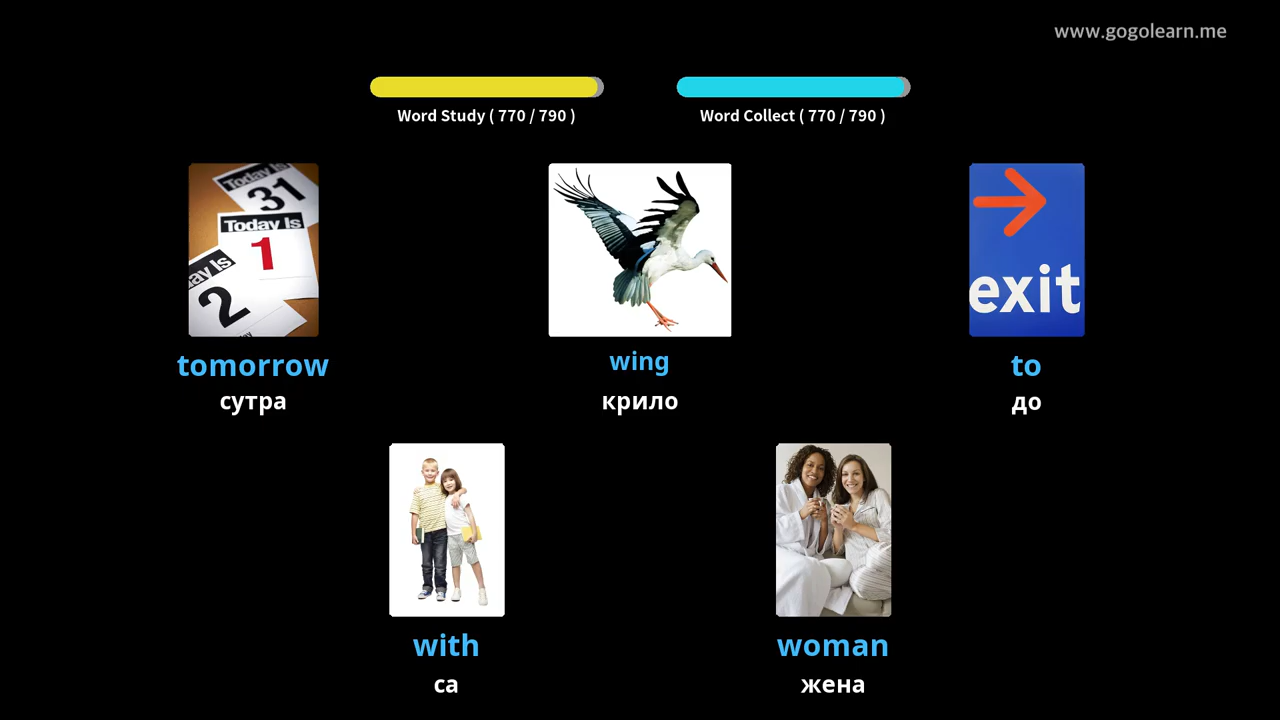 www.gogolearn.me
Word Study ( 770 / 790 )
Word Collect ( 770 / 790 )
Today Is
31
Today Is
1
ay Is
2
exit
tomorrow
wing
to
сутра
крило
до
with
woman
са
жена